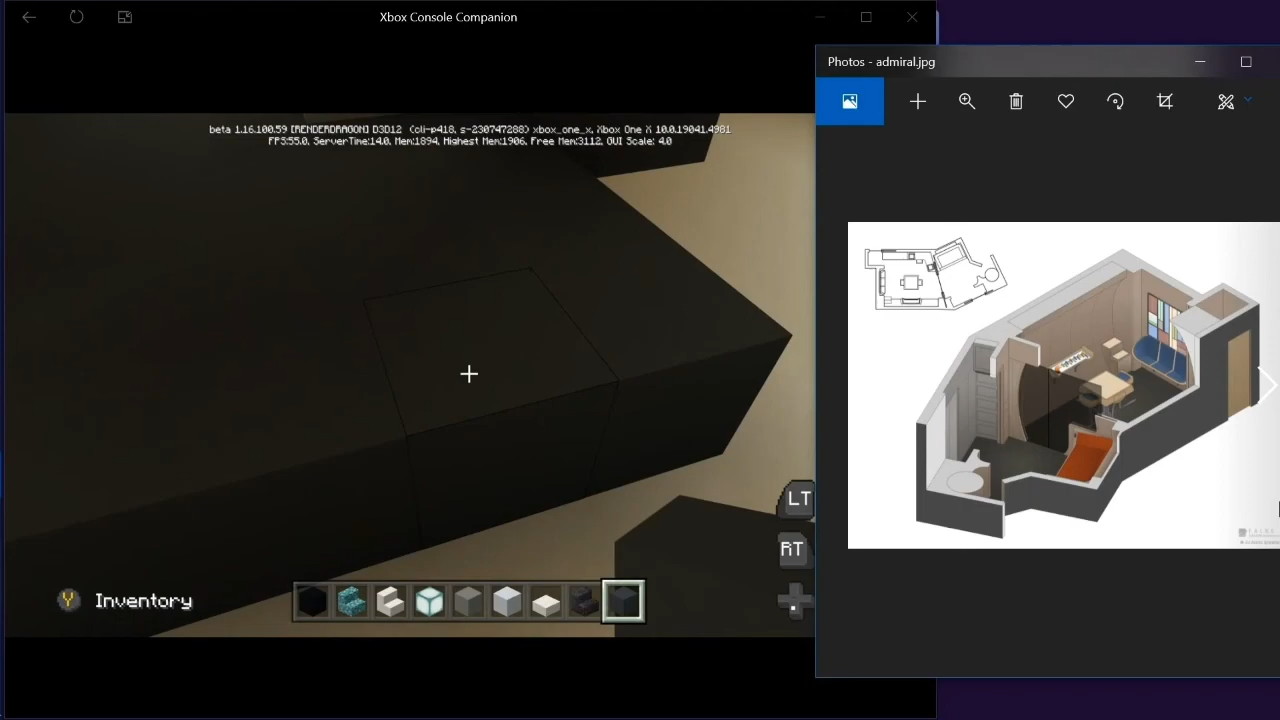 Xbox Console Companion
Photos - admiral.jpg
beta 1.16.100.59 [RENDERDRAGON] D3D12 (cli-p418, s-230747288) xbox_one_x, Xbox One X 10.0.19041.4981
FPS:55.0, ServerTime:14.0, Mem:1894, Highest Mem:1906, Free Mem:3112, GUI Scale: 4.0
LT
RT
Y Inventory